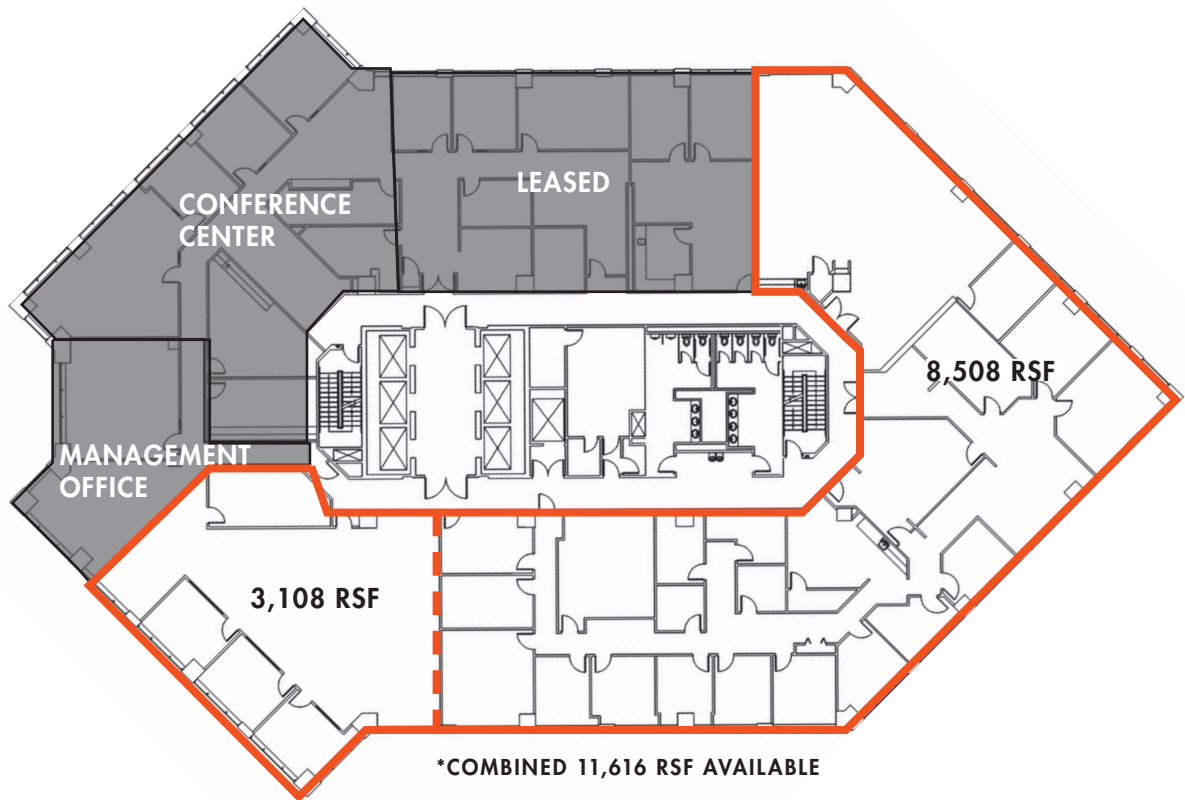 LEASED
CONFERENCE
CENTER
8,508 RSF
MANAGEMENT
OFFICE
3,108 RSF
*COMBINED 11,616 RSF AVAILABLE